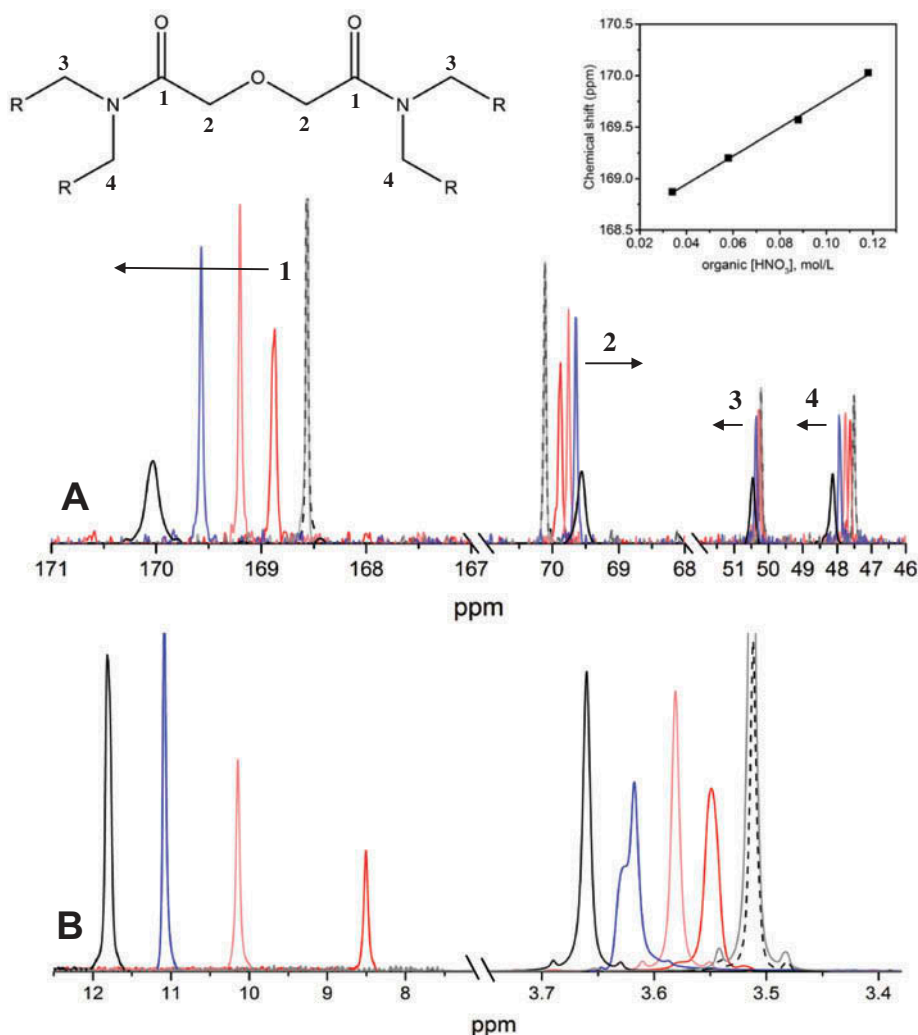 O O
3 3
R N 1 O 1 N R
2 2
R 4 4 R
Chemical shift (ppm)
170.0
169.5
169.0
168.5
0.02 0.04 0.06 0.08 0.10 0.12
organic [HNO₃], mol/L
1
2
3 4
A
171 170 169 168 167 70 69 68 51 50 49 48 47 46
ppm
B
12 11 10 9 8 3.7 3.6 3.5 3.4
ppm ppm